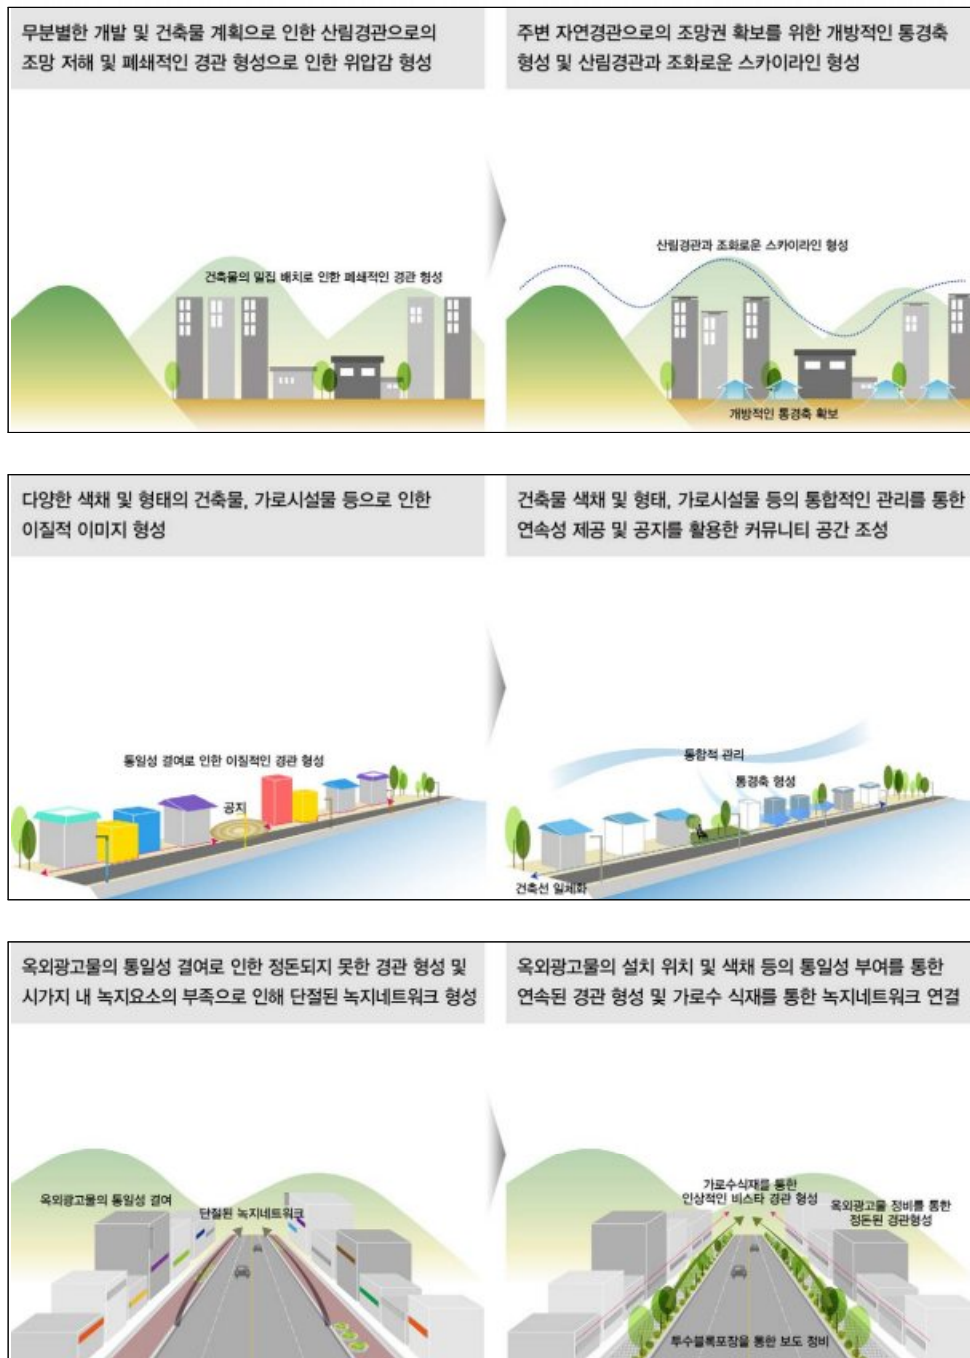 무분별한 개발 및 건축물 계획으로 인한 산림경관으로의
조망 저해 및 폐쇄적인 경관 형성으로 인한 위압감 형성
주변 자연경관으로의 조망권 확보를 위한 개방적인 통경축
형성 및 산림경관과 조화로운 스카이라인 형성
건축물의 밀집 배치로 인한 폐쇄적인 경관 형성
산림경관과 조화로운 스카이라인 형성
개방적인 통경축 확보
다양한 색채 및 형태의 건축물, 가로시설물 등으로 인한
이질적 이미지 형성
건축물 색채 및 형태, 가로시설물 등의 통합적인 관리를 통한
연속성 제공 및 공지를 활용한 커뮤니티 공간 조성
통일성 결여로 인한 이질적인 경관 형성
공지
통합적 관리
통경축 형성
건축선 일체화
옥외광고물의 통일성 결여로 인한 정돈되지 못한 경관 형성 및
시가지 내 녹지요소의 부족으로 인해 단절된 녹지네트워크 형성
옥외광고물의 설치 위치 및 색채 등의 통일성 부여를 통한
연속된 경관 형성 및 가로수 식재를 통한 녹지네트워크 연결
옥외광고물의 통일성 결여
단절된 녹지네트워크
가로수식재를 통한
인상적인 비스타 경관 형성
옥외광고물 정비를 통한
정돈된 경관형성
투수블록포장을 통한 보도 정비